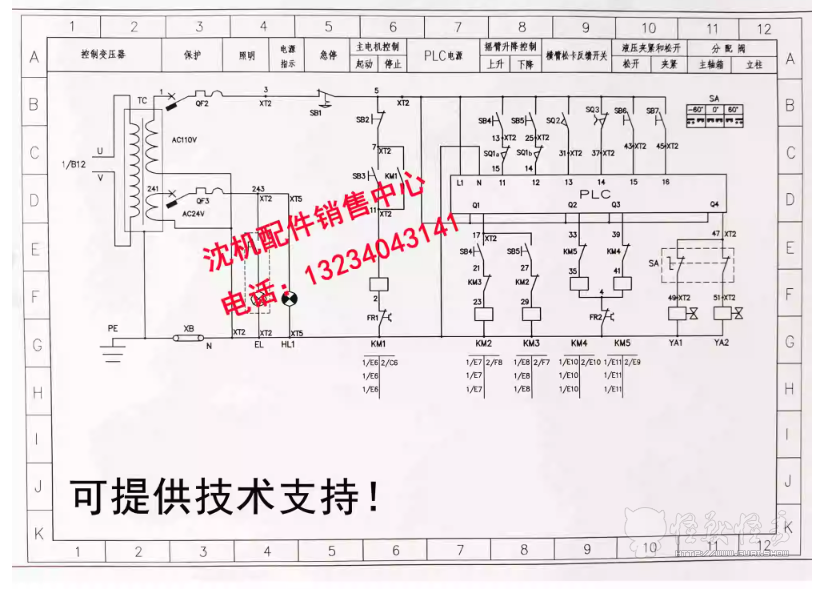 1 2 3 4 5 6 7 8 9 10 11 12
A 控制变压器 保护 照明 电源指示 急停 主电机控制 PLC电源 摇臂升降控制 横臂松卡反馈开关 液压夹紧和松开 分配阀 A
起动 停止 上升 下降 松开 夹紧 主轴箱 立柱
B TC 1 QF2 3 XT2 SB1 5 XT2 SB4 SB5 SQ2 SQ3 SB6 SB7 SA B
-60° 0° 60°
SB2
13 XT2 25 XT2
C 1/B12 U AC110V 7 XT2 SQ1a SQ1b 31 XT2 37 XT2 43 XT2 45 XT2 C
V SB3 KM1 15 14
D 241 QF3 243 XT2 XT5 L1 N 11 12 13 14 15 16 D
AC24V PLC
11 XT2 Q1 Q2 Q3 Q4
沈机配件销售中心
电话：13234043141
E 17 XT2 33 39 47 XT2 E
SB4 SB5 KM5 KM4 SA
21 27 35 41
F KM3 KM2 F
2 23 29 4 49 XT2 51 XT2
FR1 FR2
PE XB
G N XT2 XT2 XT5 G
EL HL1 KM1 KM2 KM3 KM4 KM5 YA1 YA2
1/E6 2/C6 1/E7 2/F8 1/E8 2/F7 1/E10 2/E10 1/E11 2/E9
1/E6 1/E7 1/E8 1/E10 1/E11
H 1/E6 1/E7 1/E8 1/E10 1/E11 H
I I
J J
可提供技术支持！
K K
1 2 3 4 5 6 7 8 9 10 11 12